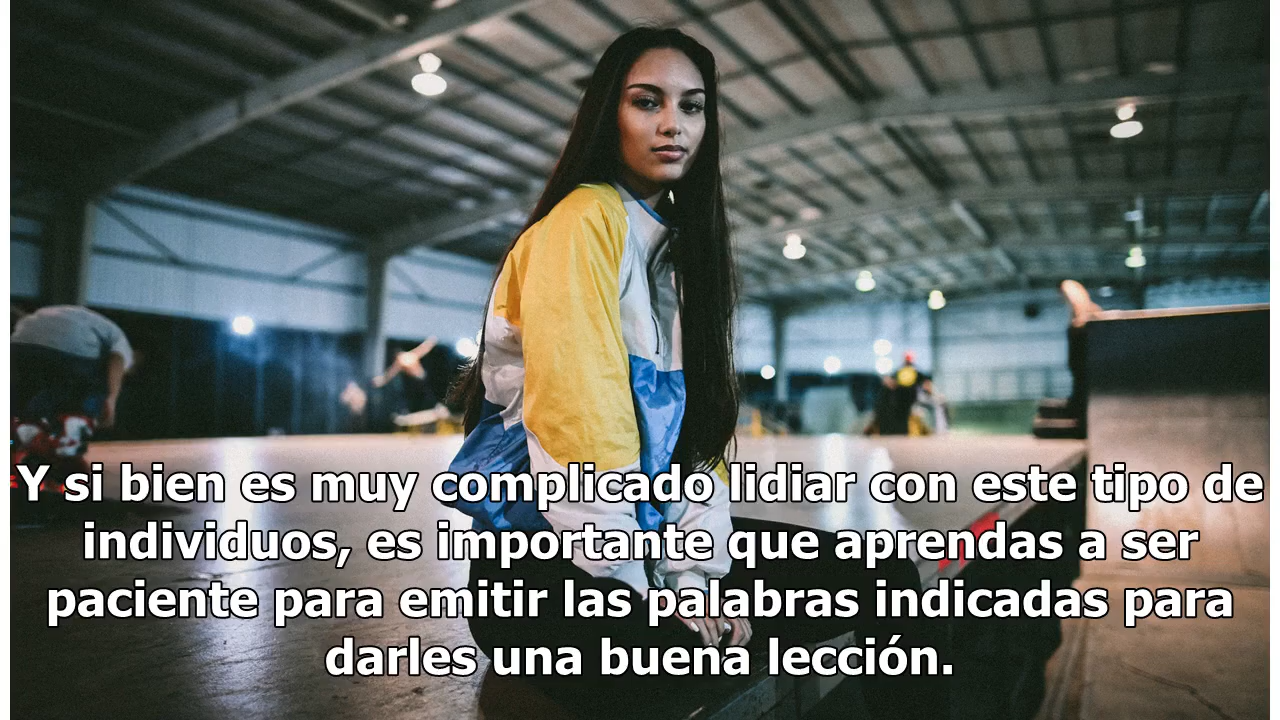 Y si bien es muy complicado lidiar con este tipo de
individuos, es importante que aprendas a ser
paciente para emitir las palabras indicadas para
darles una buena lección.